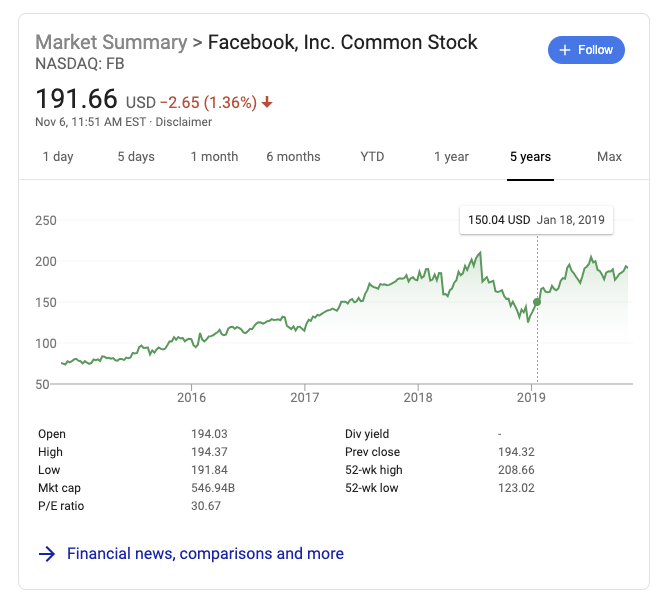 Market Summary > Facebook, Inc. Common Stock
NASDAQ: FB
+ Follow
191.66 USD −2.65 (1.36%)
Nov 6, 11:51 AM EST · Disclaimer
1 day 5 days 1 month 6 months YTD 1 year 5 years Max
150.04 USD Jan 18, 2019
250
200
150
100
50
2016 2017 2018 2019
Open 194.03 Div yield -
High 194.37 Prev close 194.32
Low 191.84 52-wk high 208.66
Mkt cap 546.94B 52-wk low 123.02
P/E ratio 30.67
Financial news, comparisons and more